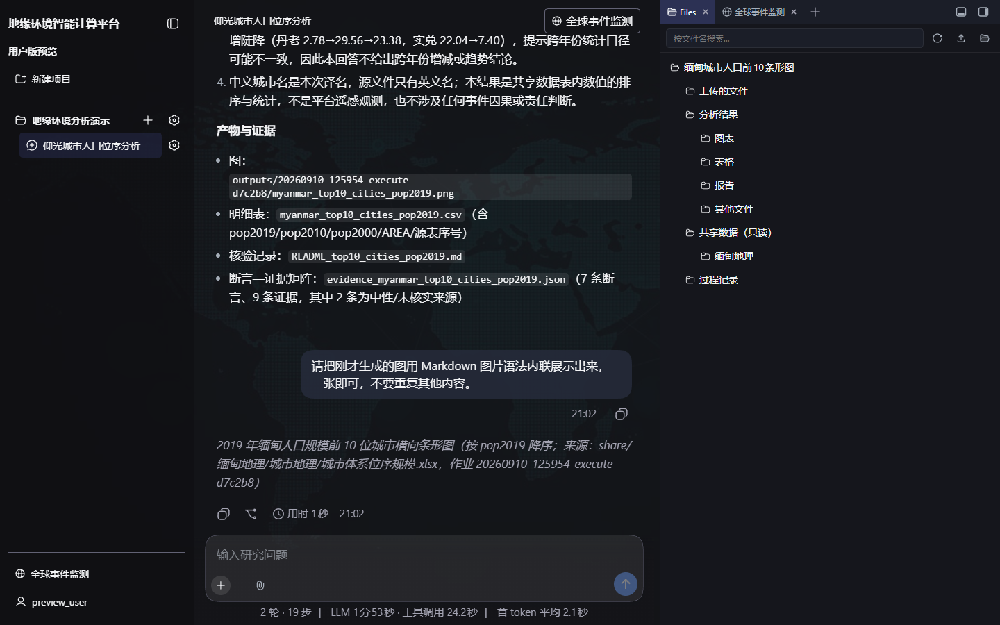 地缘环境智能计算平台
用户版预览
新建项目
地缘环境分析演示
仰光城市人口位序分析
全球事件监测
preview_user
仰光城市人口位序分析
全球事件监测
增陡降（丹老 2.78→29.56→23.38，实兑 22.04→7.40），提示跨年份统计口径
可能不一致，因此本回答不给出跨年份增减或趋势结论。
4. 中文城市名是本次译名，源文件只有英文名；本结果是共享数据表内数值的排
序与统计，不是平台遥感观测，也不涉及任何事件因果或责任判断。
产物与证据
图：
outputs/20260910-125954-execute-
d7c2b8/myanmar_top10_cities_pop2019.png
明细表：myanmar_top10_cities_pop2019.csv（含
pop2019/pop2010/pop2000/AREA/源表序号）
核验记录：README_top10_cities_pop2019.md
断言—证据矩阵：evidence_myanmar_top10_cities_pop2019.json（7 条断
言、9 条证据，其中 2 条为中性/未核实来源）
请把刚才生成的图用 Markdown 图片语法内联展示出来，
一张即可，不要重复其他内容。
21:02
2019 年缅甸人口规模前 10 位城市横向条形图（按 pop2019 降序；来源：share/
缅甸地理/城市地理/城市体系位序规模.xlsx，作业 20260910-125954-execute-
d7c2b8）
用时 1秒 21:02
输入研究问题
2 轮 · 19 步 | LLM 1分53秒 · 工具调用 24.2秒 | 首 token 平均 2.1秒
Files
全球事件监测
按文件名搜索...
缅甸城市人口前10条形图
上传的文件
分析结果
图表
表格
报告
其他文件
共享数据（只读）
缅甸地理
过程记录